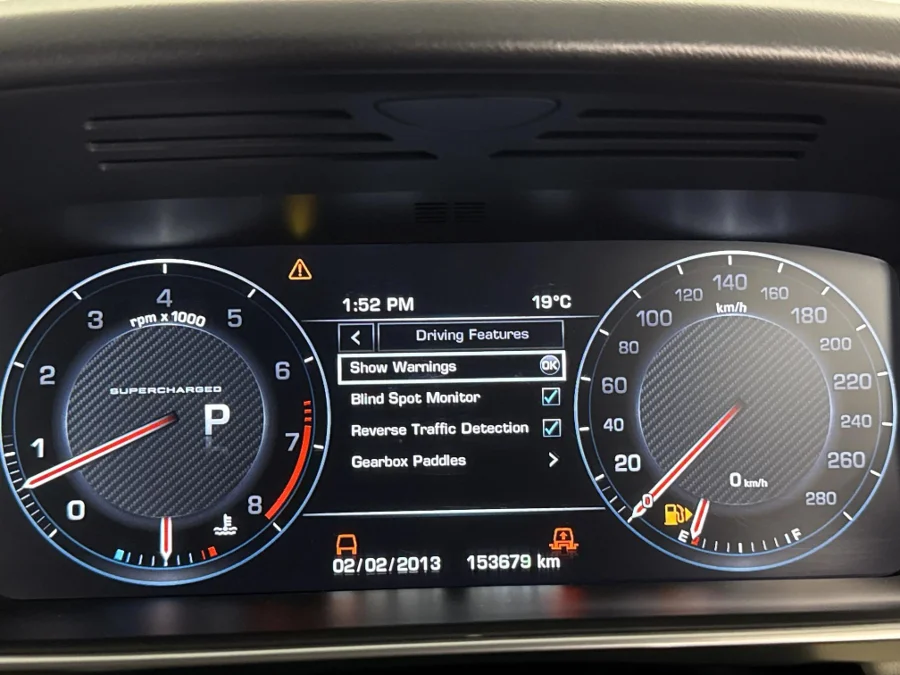 1:52 PM 19°C
Driving Features
Show Warnings OK
Blind Spot Monitor
Reverse Traffic Detection
Gearbox Paddles
02/02/2013 153679 km
0 1 2 3 4 5 6 7 8
rpm x 1000
SUPERCHARGED
P
0 20 40 60 80 100 120 140 160 180 200 220 240 260 280
km/h
0 km/h
E F